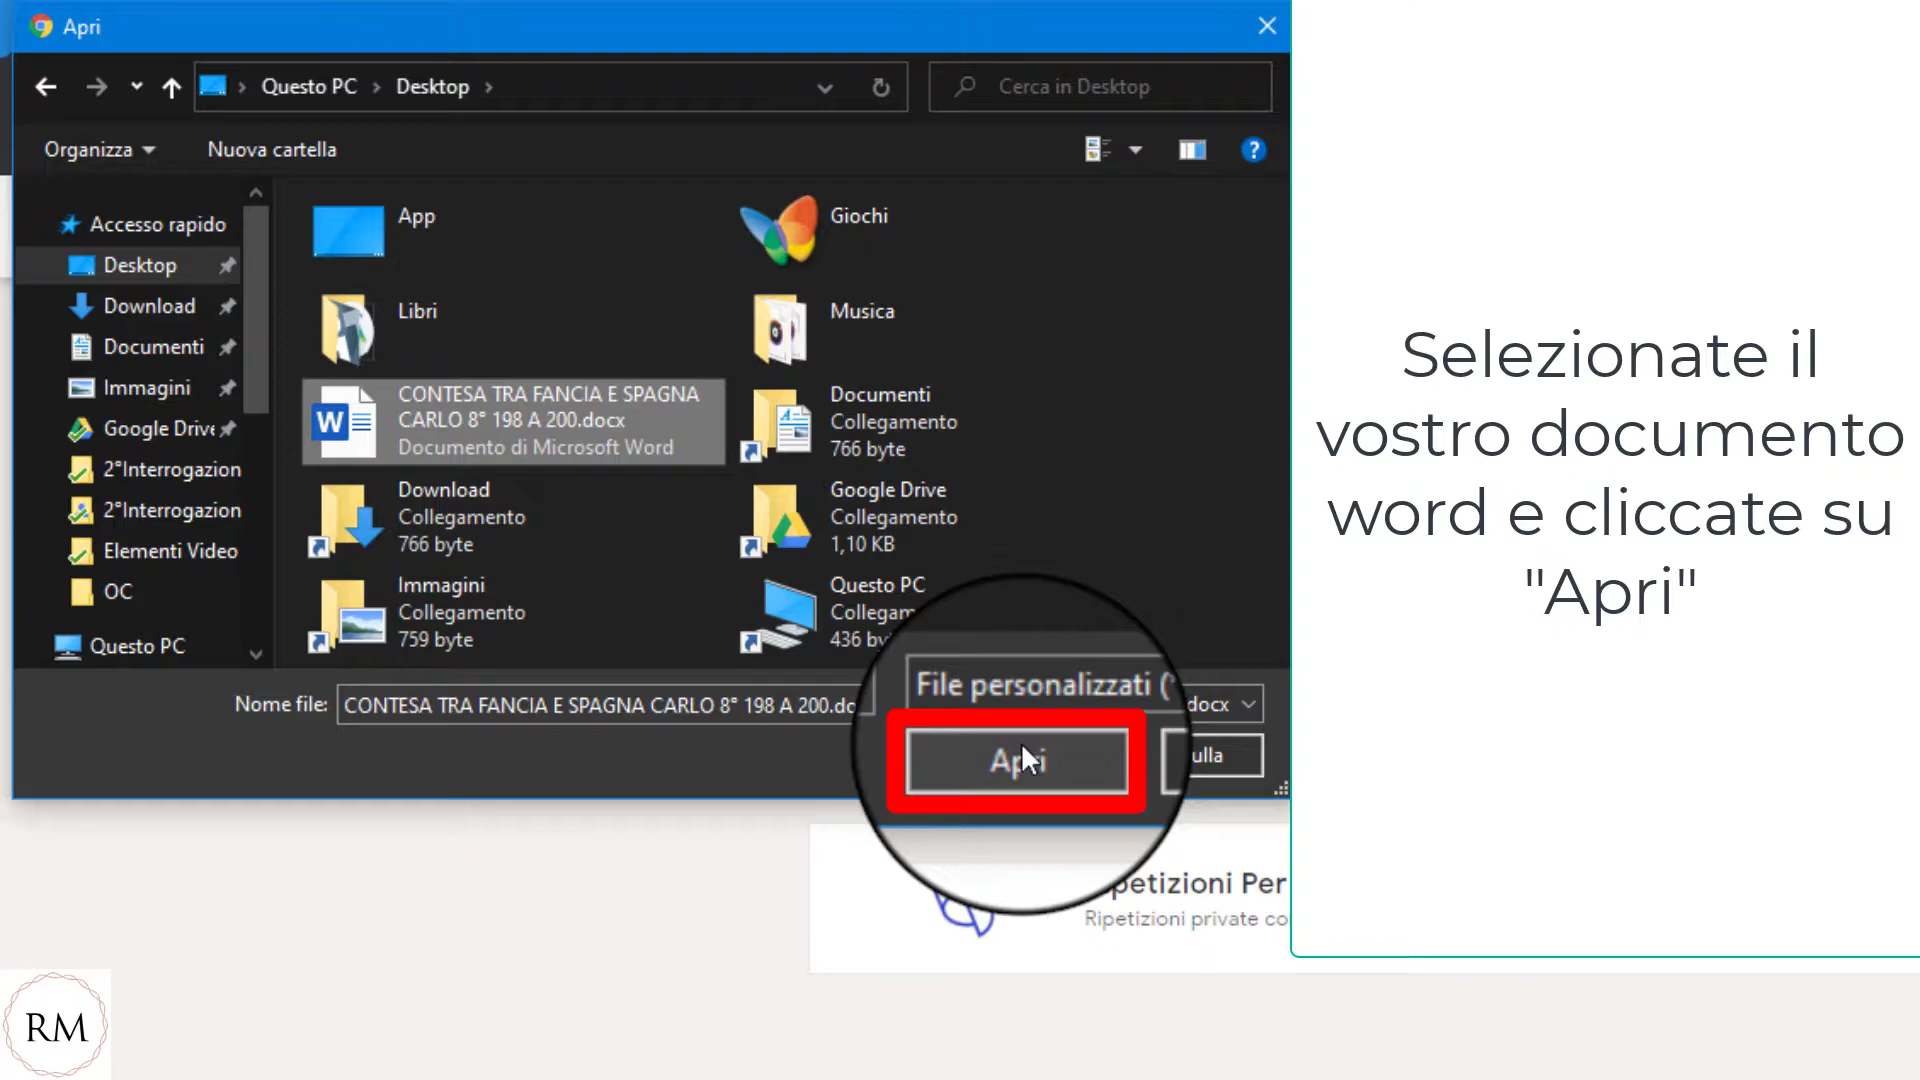 Apri
Questo PC
Desktop
Cerca in Desktop
Organizza
Nuova cartella
?
Accesso rapido
Desktop
Download
Documenti
Immagini
Google Drive
2°Interrogazion
2°Interrogazion
Elementi Video
OC
Questo PC
App
Giochi
Libri
Musica
W
CONTESA TRA FANCIA E SPAGNA
CARLO 8° 198 A 200.docx
Documento di Microsoft Word
Documenti
Collegamento
766 byte
Download
Collegamento
766 byte
Google Drive
Collegamento
1,10 KB
Immagini
Collegamento
759 byte
Questo PC
Collegam
436 by
Nome file:
CONTESA TRA FANCIA E SPAGNA CARLO 8° 198 A 200.do
File personalizzati (
docx
Apri
ulla
petizioni Per
Ripetizioni private co
Selezionate il
vostro documento
word e cliccate su
"Apri"
RM